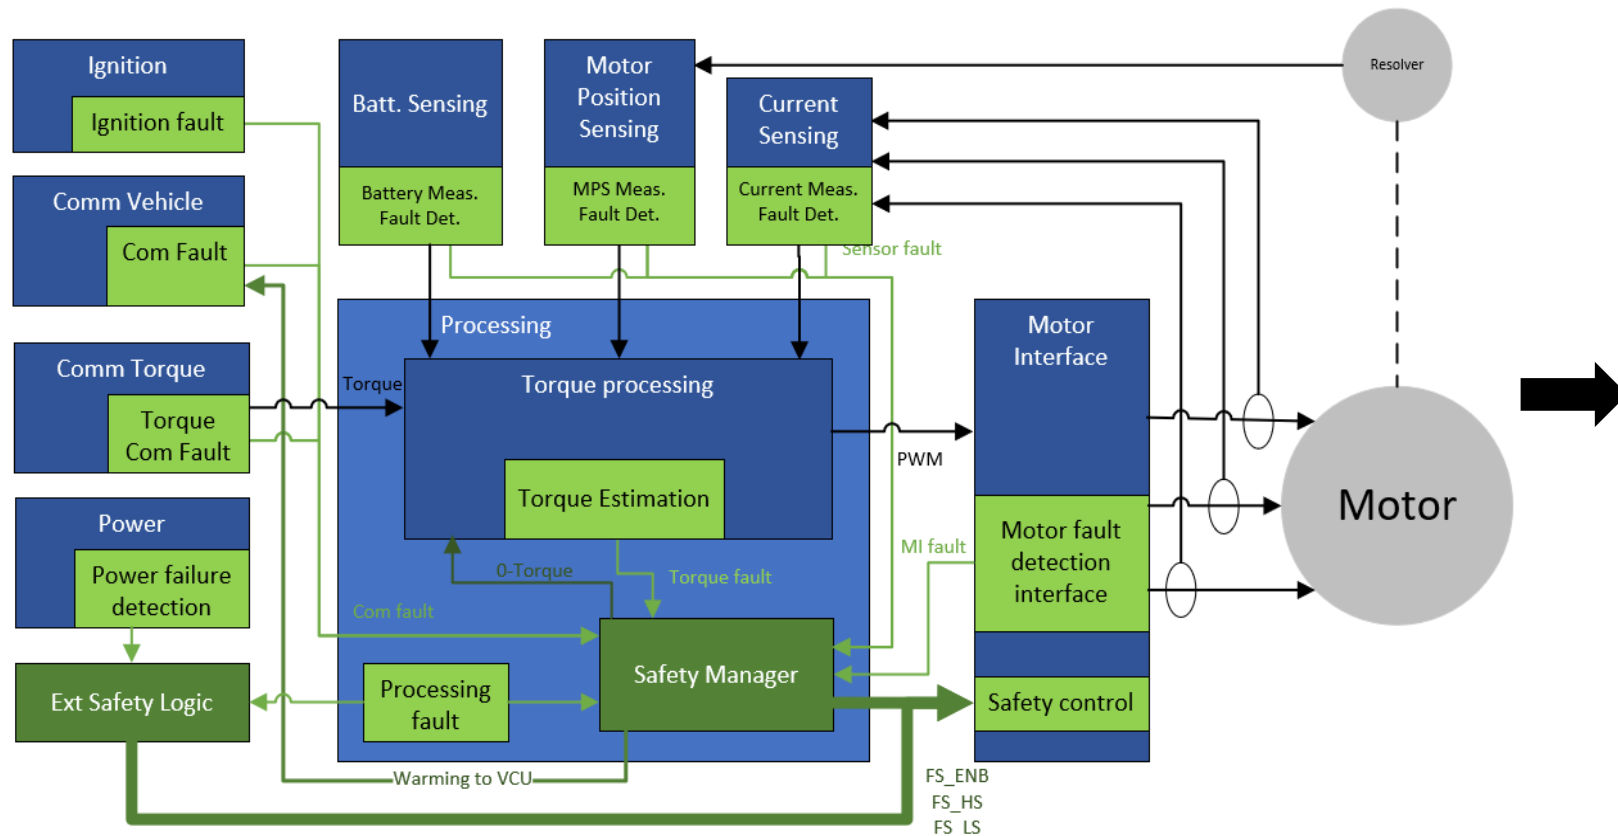 Ignition
Ignition fault
Comm Vehicle
Com Fault
Comm Torque
Torque
Com Fault
Power
Power failure
detection
Ext Safety Logic
Batt. Sensing
Battery Meas.
Fault Det.
Motor
Position
Sensing
MPS Meas.
Fault Det.
Current
Sensing
Current Meas.
Fault Det.
Sensor fault
Resolver
Processing
Torque
Torque processing
Torque Estimation
PWM
0-Torque
Torque fault
Com fault
MI fault
Processing
fault
Safety Manager
Warming to VCU
Motor
Interface
Motor fault
detection
interface
Safety control
FS_ENB
FS_HS
FS_LS
Motor